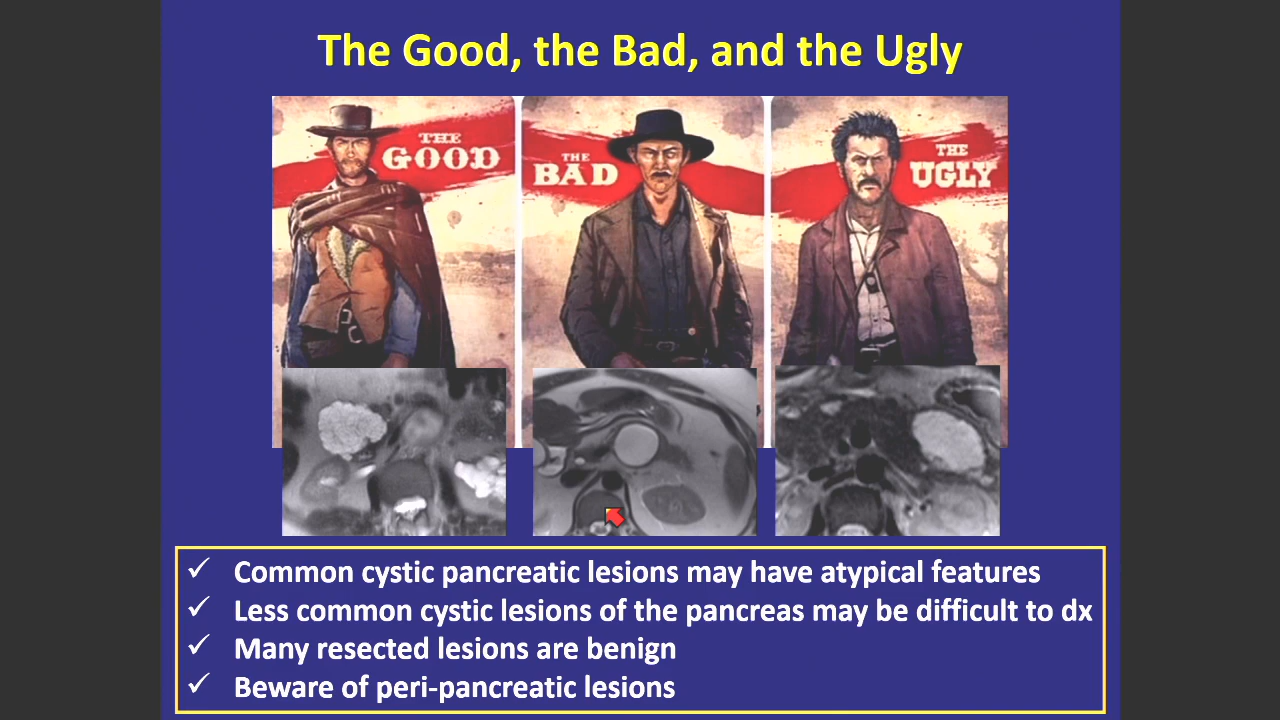 The Good, the Bad, and the Ugly
THE
GOOD
THE
BAD
THE
UGLY
✓ Common cystic pancreatic lesions may have atypical features
✓ Less common cystic lesions of the pancreas may be difficult to dx
✓ Many resected lesions are benign
✓ Beware of peri-pancreatic lesions